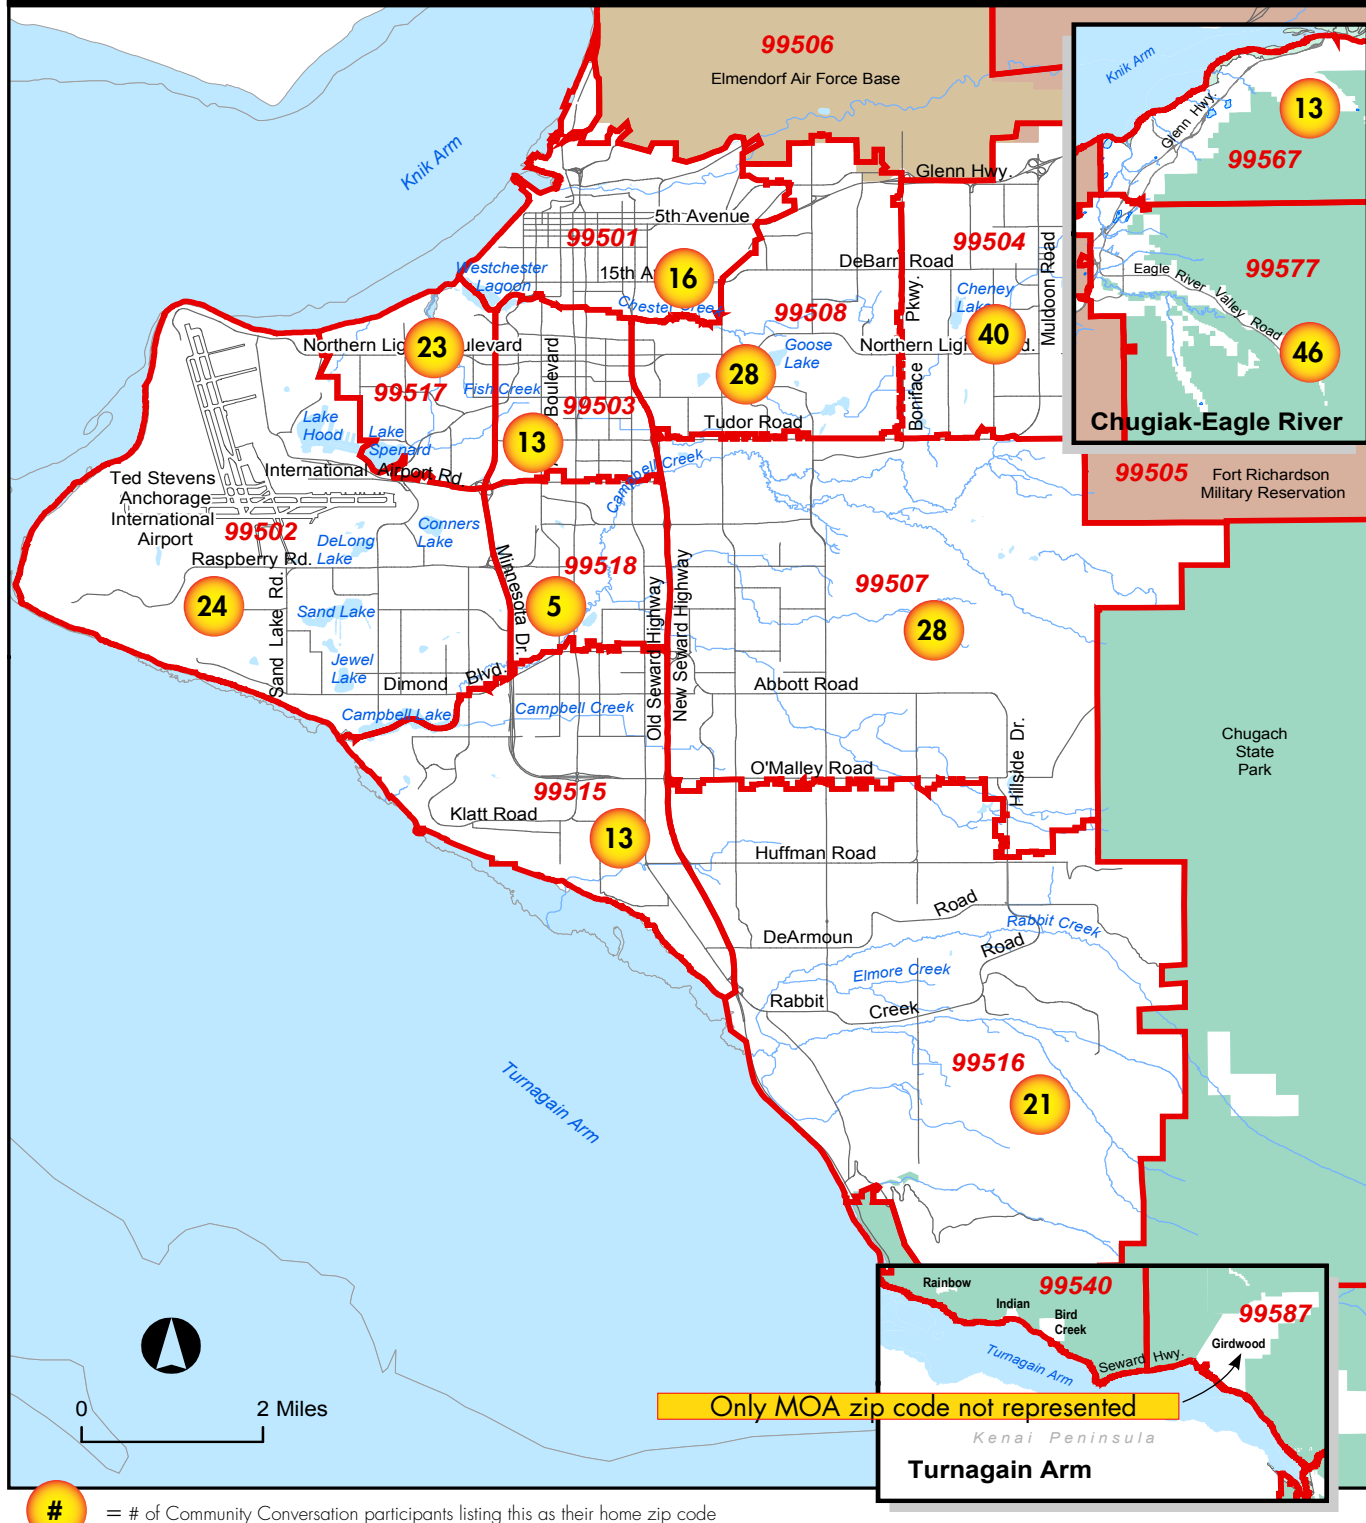 99506
Elmendorf Air Force Base
Knik Arm
Glenn Hwy.
13
99567
99577
Eagle River Valley Road
46
Chugiak-Eagle River
Knik Arm
Glenn Hwy.
5th Avenue
99501
99504
Muldoon Road
15th A
16
DeBarr Road
Westchester
Lagoon
Chester Creek
Cheney
Lake
Pkwy.
Boniface
99508
Northern Lig
23
oulevard
Boulevard
Goose
Lake
Northern Ligh
40
d.
28
99517
Fish Creek
99503
Lake
Hood
Lake
Spenard
13
Tudor Road
International Airport Rd.
Campbell Creek
99505
Fort Richardson
Military Reservation
Ted Stevens
Anchorage
International
Airport
99502
Conners
Lake
DeLong
Lake
Raspberry Rd.
Minnesota Dr.
99518
Old Seward Highway
New Seward Highway
99507
24
Sand Lake Rd.
Sand Lake
5
28
Jewel
Lake
Dimond Blvd.
Abbott Road
Campbell Lake
Campbell Creek
Hillside Dr.
Chugach
State
Park
O'Malley Road
99515
Klatt Road
13
Huffman Road
DeArmoun Road
Rabbit Creek
Elmore Creek
Rabbit Creek Road
99516
21
Turnagain Arm
Rainbow
99540
Indian
Bird
Creek
99587
Girdwood
Turnagain Arm
Seward Hwy.
Only MOA zip code not represented
Kenai Peninsula
Turnagain Arm
0 2 Miles
# = # of Community Conversation participants listing this as their home zip code